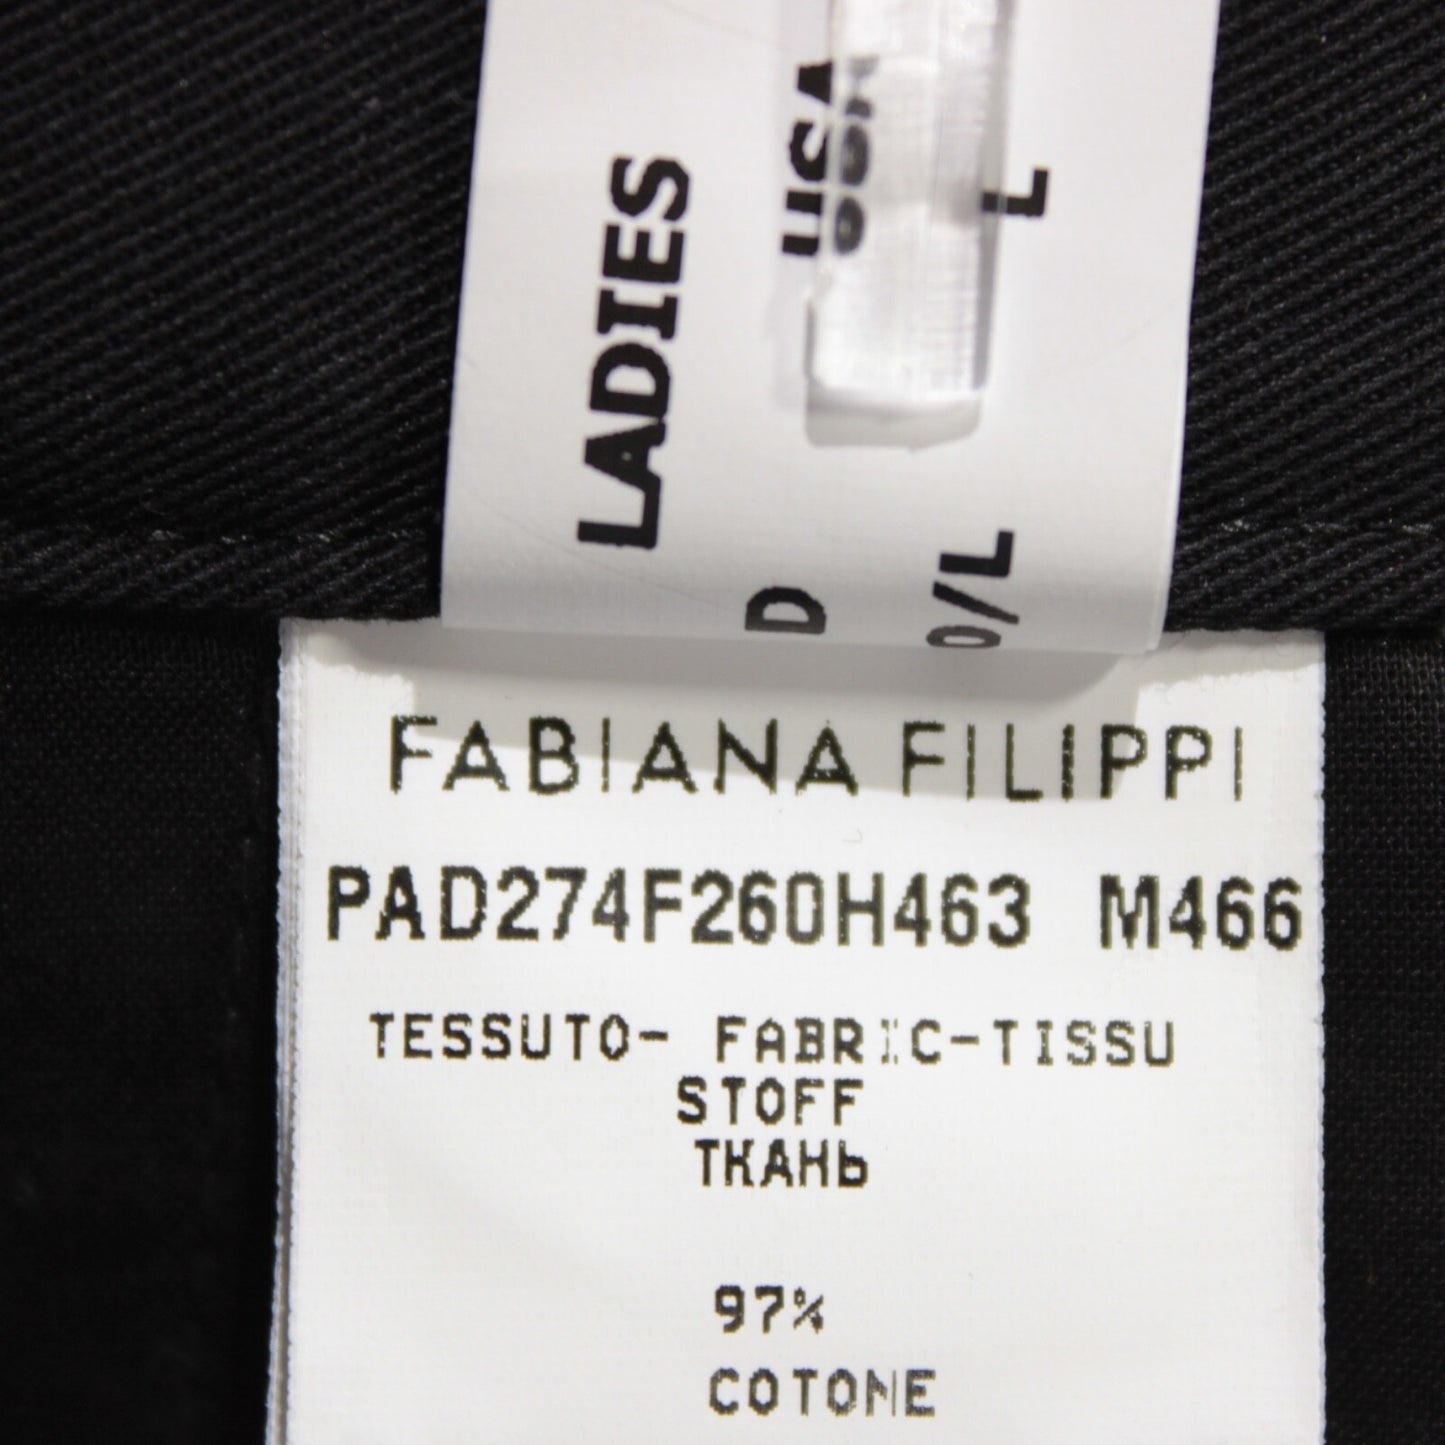 LADIES
USA
L
D
0/L
FABIANA FILIPPI
PAD274F260H463 M466
TESSUTO- FABRIC-TISSU
STOFF
ТКАНЬ
97%
COTONE